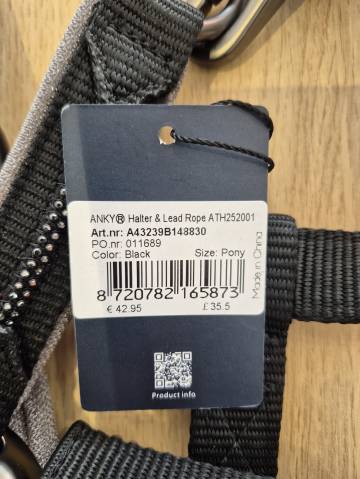 ANKY® Halter & Lead Rope ATH252001
Art.nr: A43239B148830
PO.nr: 011689
Color: Black Size: Pony
Made in China
8 720782 165873
€ 42.95 £ 35.5
Product info